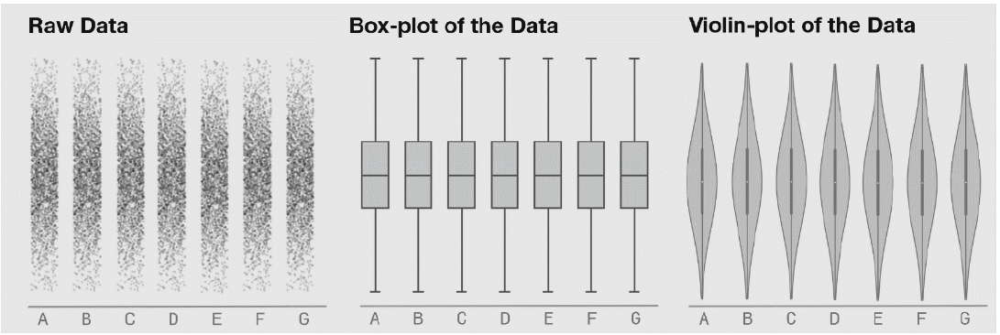 Raw Data
A B C D E F G
Box-plot of the Data
A B C D E F G
Violin-plot of the Data
A B C D E F G